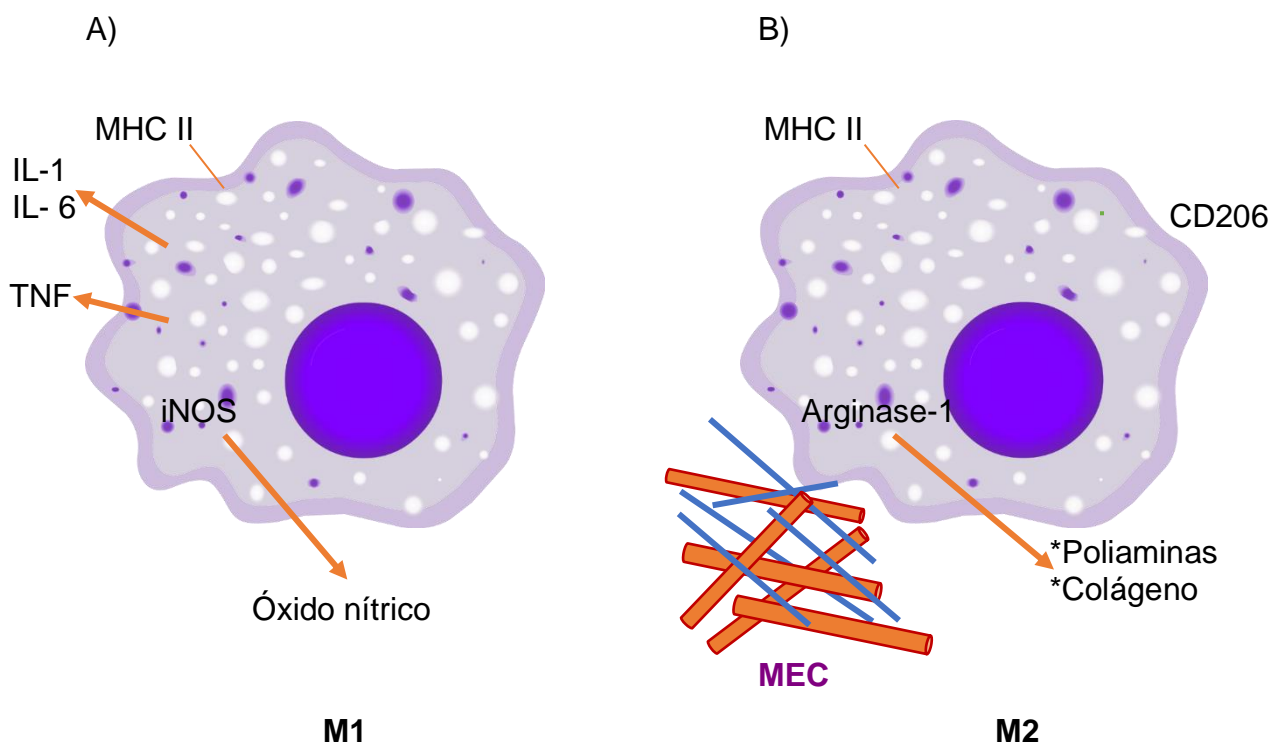 A)
MHC II
IL-1
IL- 6
TNF
iNOS
Óxido nítrico
M1
B)
MHC II
CD206
Arginase-1
*Poliaminas
*Colágeno
MEC
M2